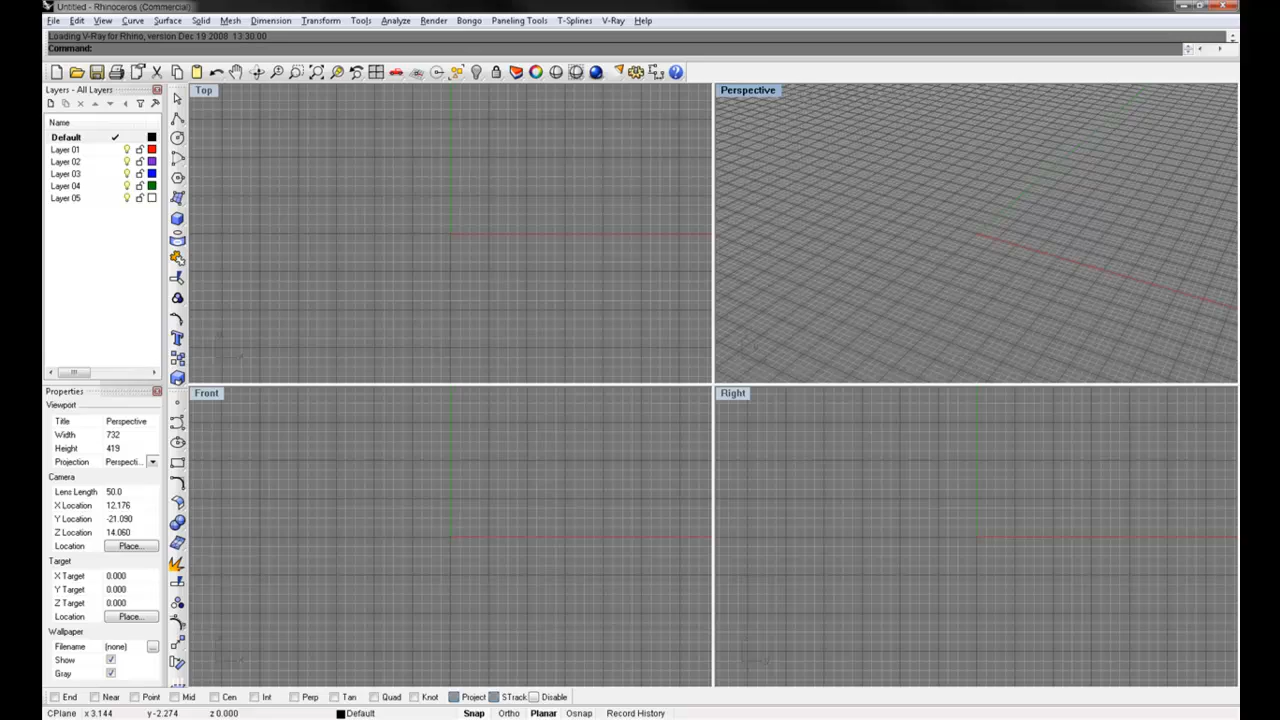 Untitled - Rhinoceros (Commercial)
File Edit View Curve Surface Solid Mesh Dimension Transform Tools Analyze Render Bongo Paneling Tools T-Splines V-Ray Help
Loading V-Ray for Rhino, version Dec 19 2008 13:30:00
Command:
Layers - All Layers
Name
Default
Layer 01
Layer 02
Layer 03
Layer 04
Layer 05
Top
Perspective
Front
Right
Properties
Viewport
Title Perspective
Width 732
Height 419
Projection Perspecti...
Camera
Lens Length 50.0
X Location 12.176
Y Location -21.090
Z Location 14.060
Location Place...
Target
X Target 0.000
Y Target 0.000
Z Target 0.000
Location Place...
Wallpaper
Filename (none) ...
Show
Gray
End Near Point Mid Cen Int Perp Tan Quad Knot Project STrack Disable
CPlane x 3.144 y -2.274 z 0.000 Default Snap Ortho Planar Osnap Record History